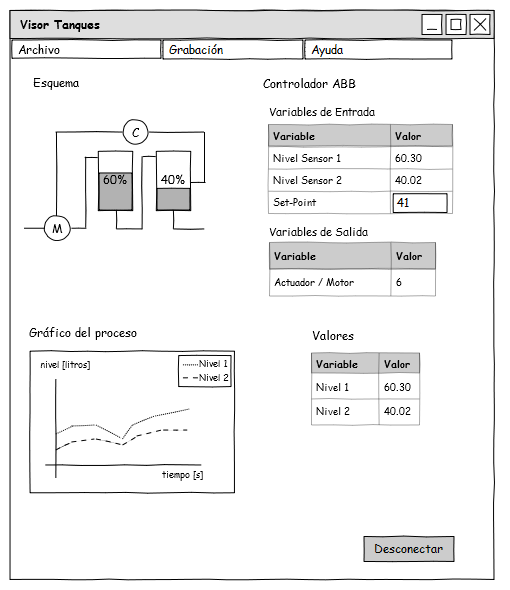 Visor Tanques
Archivo
Grabación
Ayuda
Esquema
C
60%
40%
M
Controlador ABB
Variables de Entrada
Variable Valor
Nivel Sensor 1 60.30
Nivel Sensor 2 40.02
Set-Point 41
Variables de Salida
Variable Valor
Actuador / Motor 6
Gráfico del proceso
nivel [litros]
Nivel 1
Nivel 2
tiempo [s]
Valores
Variable Valor
Nivel 1 60.30
Nivel 2 40.02
Desconectar